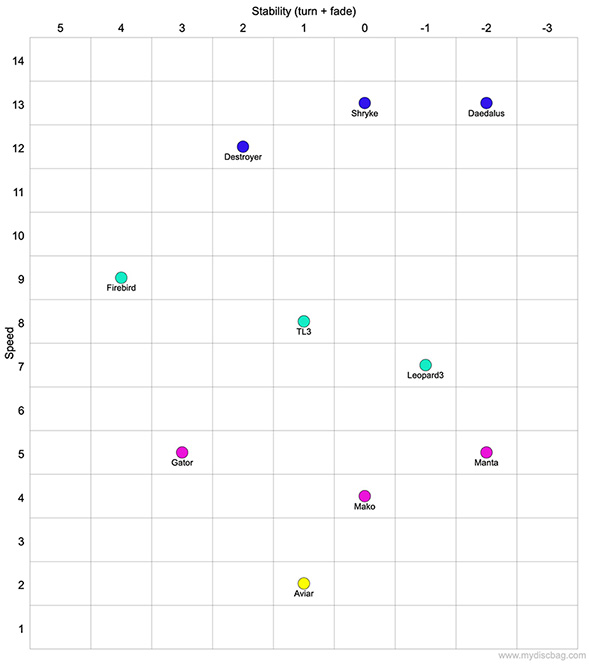 Stability (turn + fade)
5 4 3 2 1 0 -1 -2 -3
14
13
Shryke Daedalus
12
Destroyer
11
10
9
Firebird
Speed
8
TL3
7
Leopard3
6
5
Gator Manta
4
Mako
3
2
Aviar
1
www.mydiscbag.com